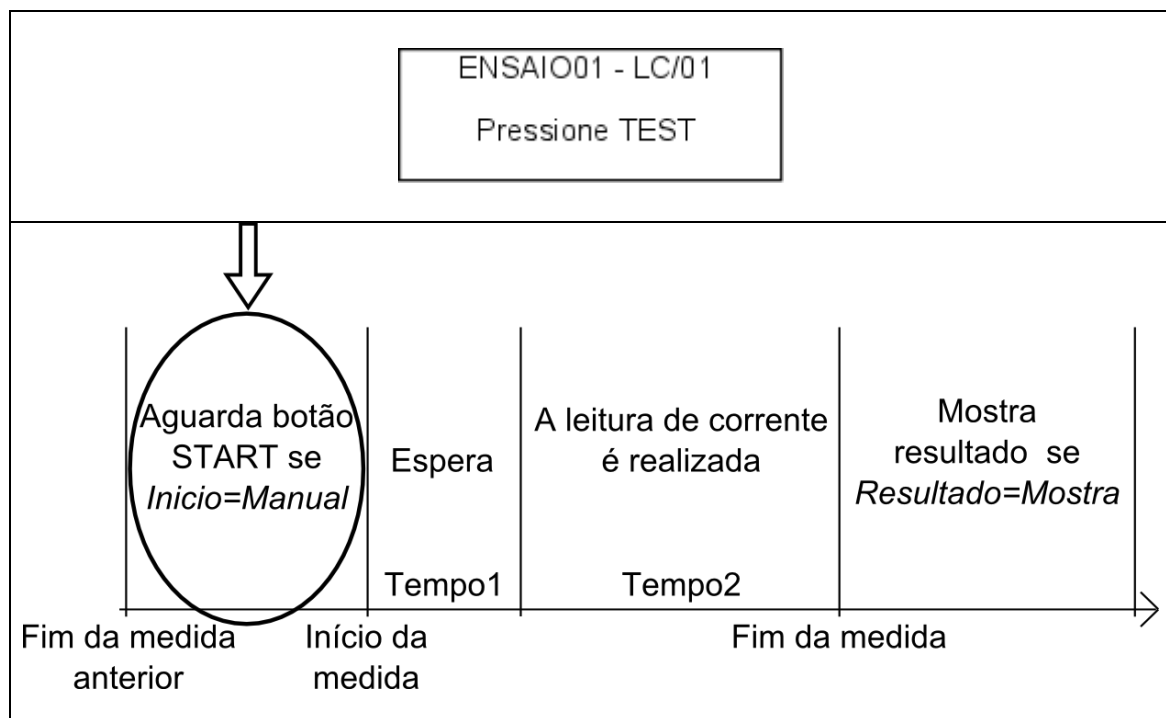 ENSAIO01 - LC/01
Pressione TEST
Aguarda botão
START se
Inicio=Manual
Espera
A leitura de corrente
é realizada
Mostra
resultado se
Resultado=Mostra
Tempo1
Tempo2
Fim da medida
anterior
Início da
medida
Fim da medida